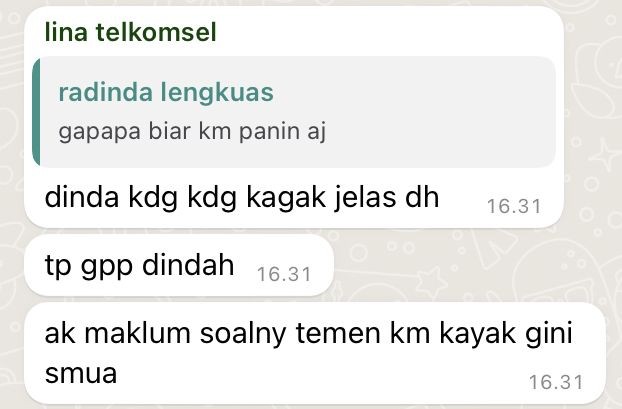 lina telkomsel
radinda lengkuas
gapapa biar km panin aj
dinda kdg kdg kagak jelas dh
16.31
tp gpp dindah
16.31
ak maklum soalny temen km kayak gini
smua
16.31